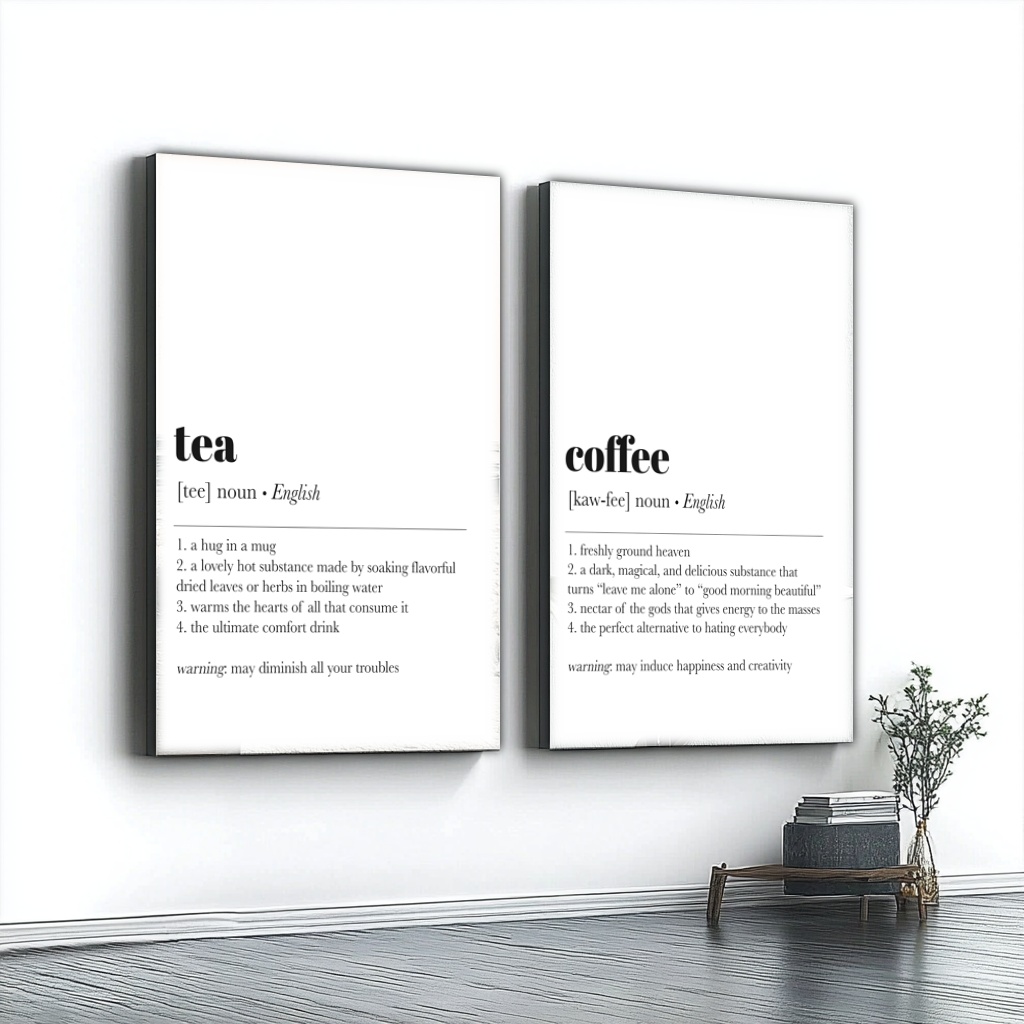 tea
[tee] noun • English
1. a hug in a mug
2. a lovely hot substance made by soaking flavorful
dried leaves or herbs in boiling water
3. warms the hearts of all that consume it
4. the ultimate comfort drink
warning: may diminish all your troubles
coffee
[kaw-fee] noun • English
1. freshly ground heaven
2. a dark, magical, and delicious substance that
turns “leave me alone” to “good morning beautiful”
3. nectar of the gods that gives energy to the masses
4. the perfect alternative to hating everybody
warning: may induce happiness and creativity